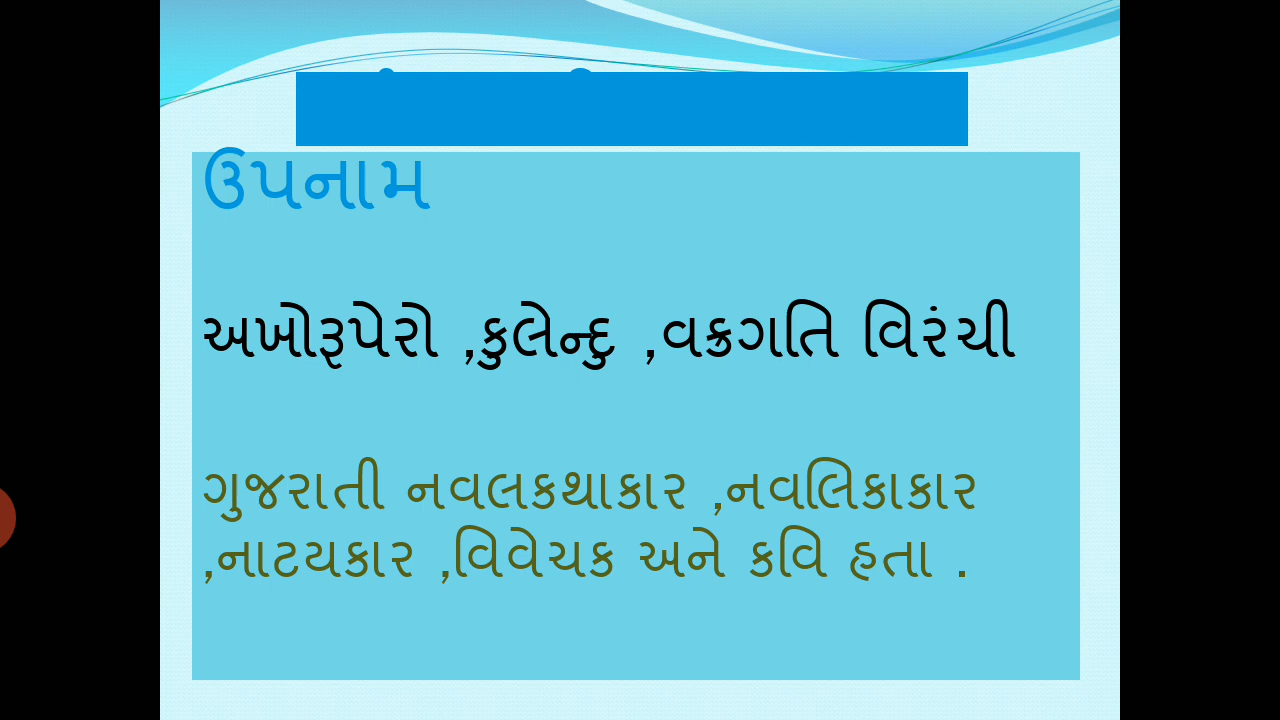 ઉપનામ
અખોરૂપેરો ,કુલેન્દુ ,વક્રગતિ વિરંચી
ગુજરાતી નવલકથાકાર ,નવલિકાકાર
,નાટયકાર ,વિવેચક અને કવિ હતા .